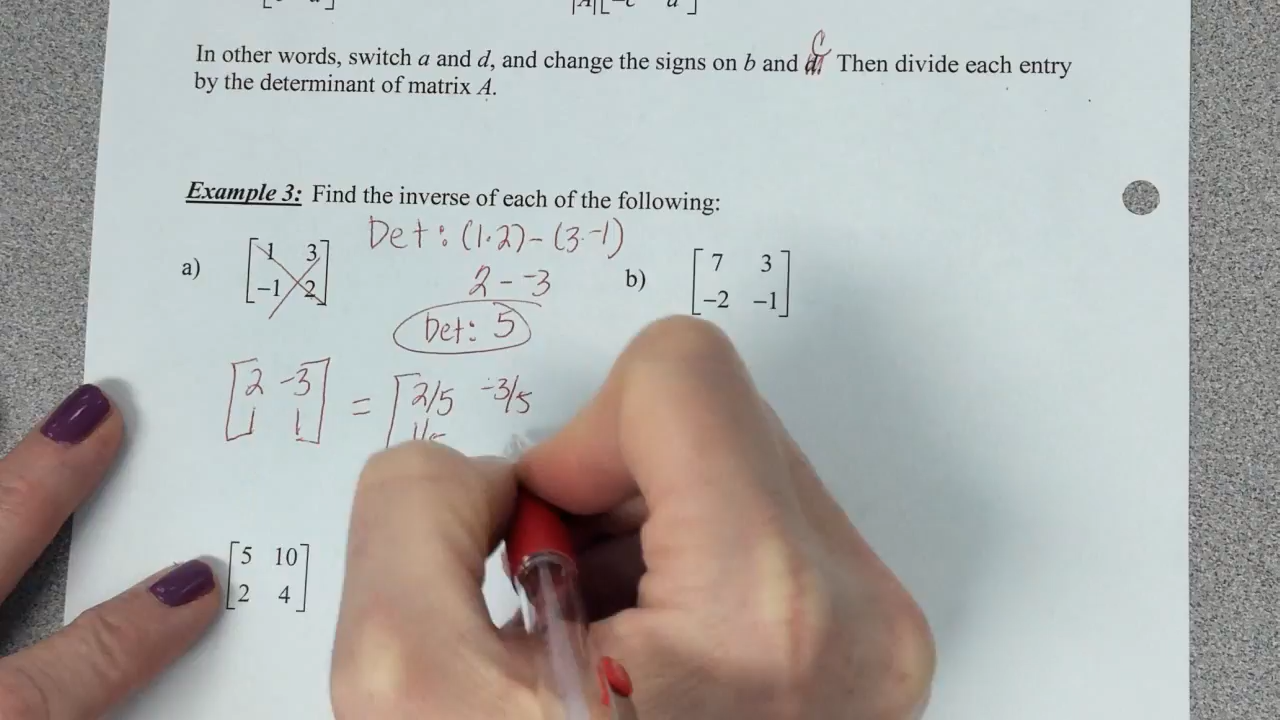 In other words, switch a and d, and change the signs on b and c Then divide each entry
by the determinant of matrix A.
Example 3: Find the inverse of each of the following:
Det: (1·2)-(3·-1)
a) [1 3
-1 2]
2 - -3
Det: 5
b) [7 3
-2 -1]
[2 -3
1 1] = [2/5 -3/5
[5 10
2 4]